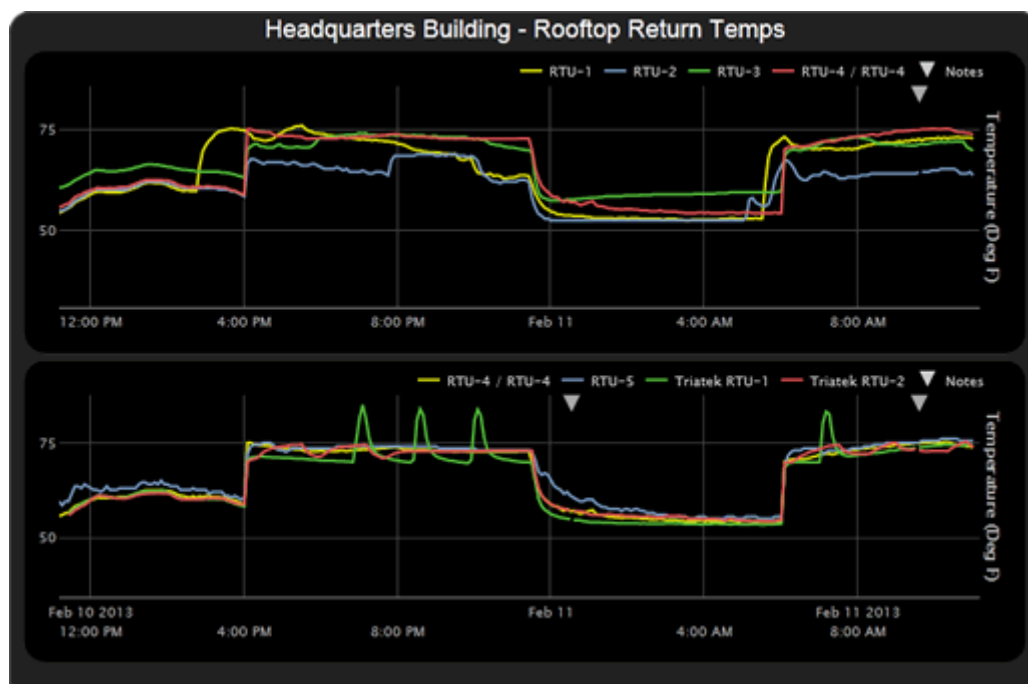 Headquarters Building - Rooftop Return Temps
RTU-1 RTU-2 RTU-3 RTU-4 / RTU-4 Notes
75
50
Temperature (Deg F)
12:00 PM 4:00 PM 8:00 PM Feb 11 4:00 AM 8:00 AM
RTU-4 / RTU-4 RTU-5 Triatek RTU-1 Triatek RTU-2 Notes
75
50
Temperature (Deg F)
Feb 10 2013 Feb 11 Feb 11 2013
12:00 PM 4:00 PM 8:00 PM 4:00 AM 8:00 AM